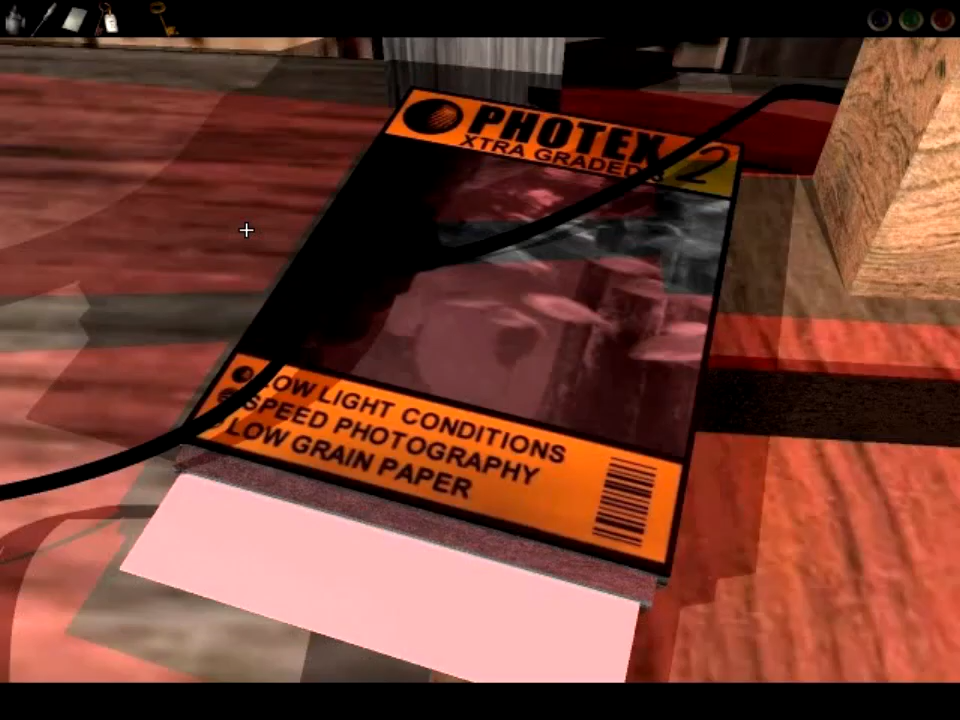 PHOTEX
XTRA GRADED'S 2
LOW LIGHT CONDITIONS
SPEED PHOTOGRAPHY
LOW GRAIN PAPER